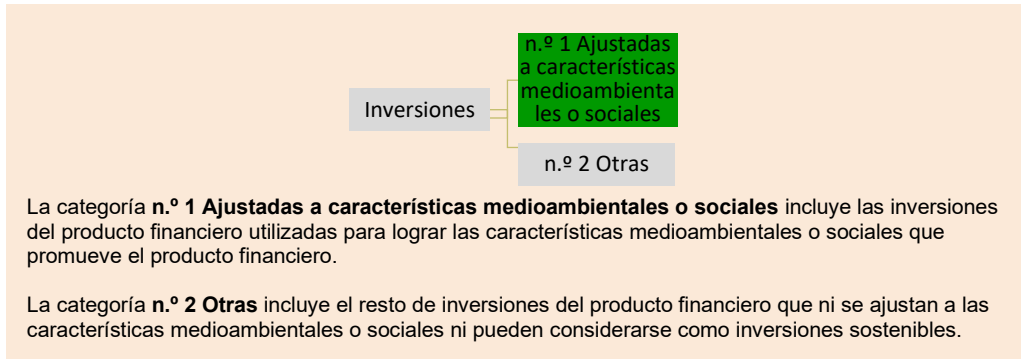 n.º 1 Ajustadas
a características
medioambienta
les o sociales
Inversiones
n.º 2 Otras
La categoría n.º 1 Ajustadas a características medioambientales o sociales incluye las inversiones
del producto financiero utilizadas para lograr las características medioambientales o sociales que
promueve el producto financiero.
La categoría n.º 2 Otras incluye el resto de inversiones del producto financiero que ni se ajustan a las
características medioambientales o sociales ni pueden considerarse como inversiones sostenibles.